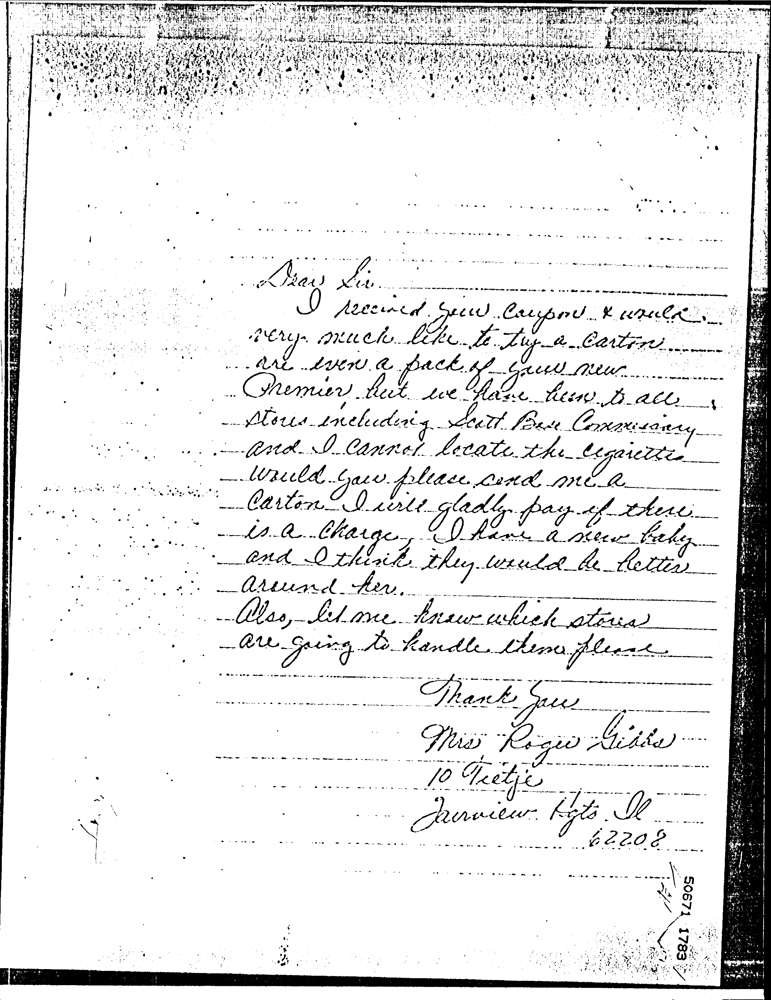 Dear Sir
I received your Coupon & would
very much like to try a Carton
are even a pack of your new
Premier but we have been to all
stores including Scott Base Commissary
and I cannot locate the cigarettes
would you please send me a
Carton I will gladly pay if there
is a charge, I have a new baby
and I think they would be better
around her.
Also, let me know which stores
are going to handle them please
Thank You
Mrs Roger Gibbs
10 Tietje
Fairview Hgts Il
62208
50671 1783